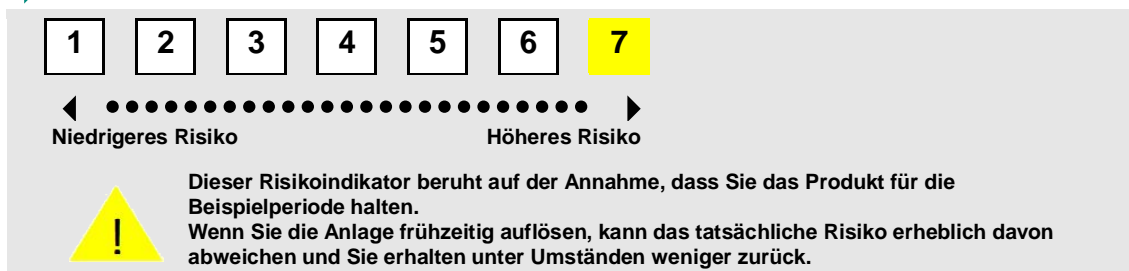 1 2 3 4 5 6 7
Niedrigeres Risiko Höheres Risiko
Dieser Risikoindikator beruht auf der Annahme, dass Sie das Produkt für die
Beispielperiode halten.
! Wenn Sie die Anlage frühzeitig auflösen, kann das tatsächliche Risiko erheblich davon
abweichen und Sie erhalten unter Umständen weniger zurück.